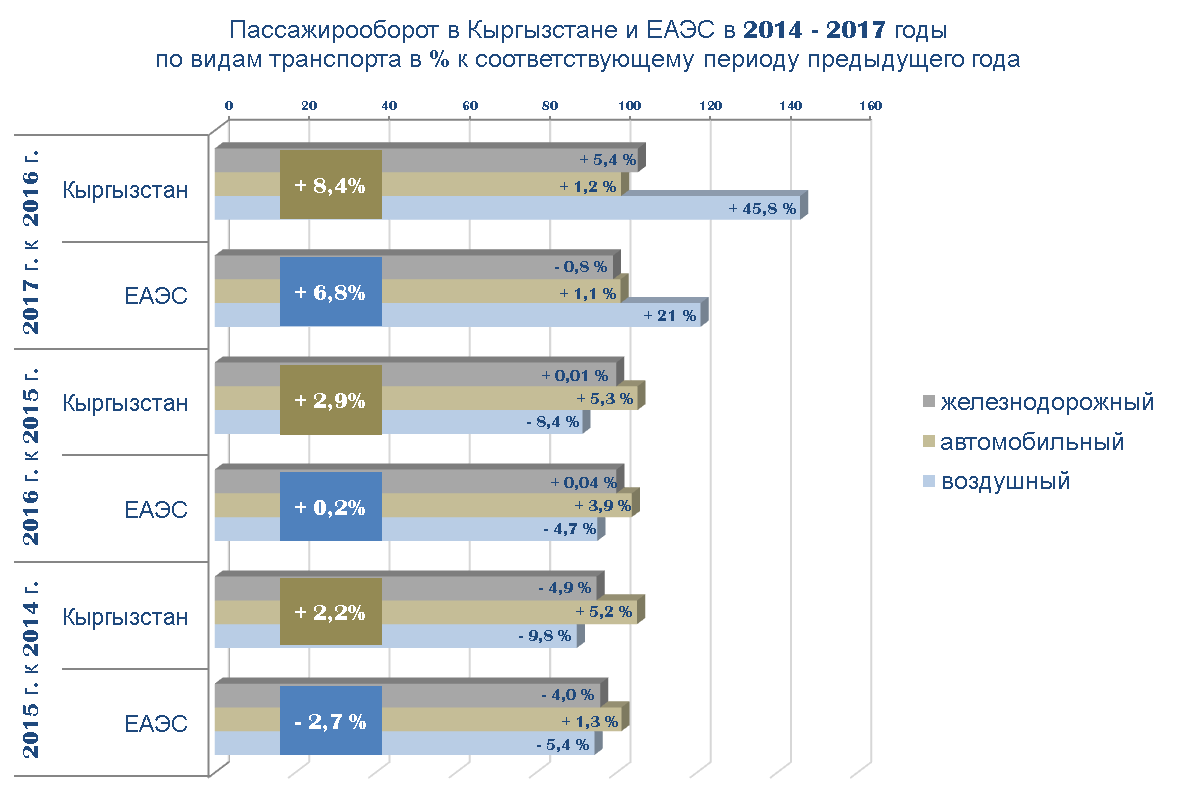 Пассажирооборот в Кыргызстане и ЕАЭС в 2014 - 2017 годы
по видам транспорта в % к соответствующему периоду предыдущего года
0 20 40 60 80 100 120 140 160
2017 г. к 2016 г.
Кыргызстан
+ 8,4%
+ 5,4 %
+ 1,2 %
+ 45,8 %
ЕАЭС
+ 6,8%
- 0,8 %
+ 1,1 %
+ 21 %
2016 г. к 2015 г.
Кыргызстан
+ 2,9%
+ 0,01 %
+ 5,3 %
- 8,4 %
ЕАЭС
+ 0,2%
+ 0,04 %
+ 3,9 %
- 4,7 %
2015 г. к 2014 г.
Кыргызстан
+ 2,2%
- 4,9 %
+ 5,2 %
- 9,8 %
ЕАЭС
- 2,7 %
- 4,0 %
+ 1,3 %
- 5,4 %
железнодорожный
автомобильный
воздушный